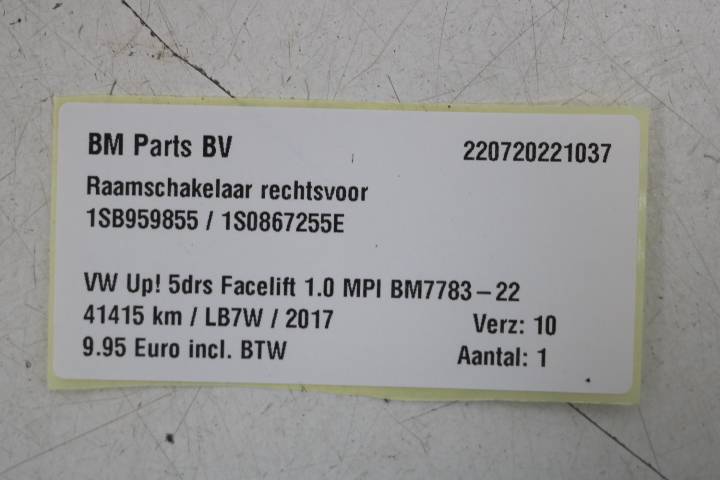 BM Parts BV 220720221037
Raamschakelaar rechtsvoor
1SB959855 / 1S0867255E
VW Up! 5drs Facelift 1.0 MPI BM7783-22
41415 km / LB7W / 2017 Verz: 10
9.95 Euro incl. BTW Aantal: 1